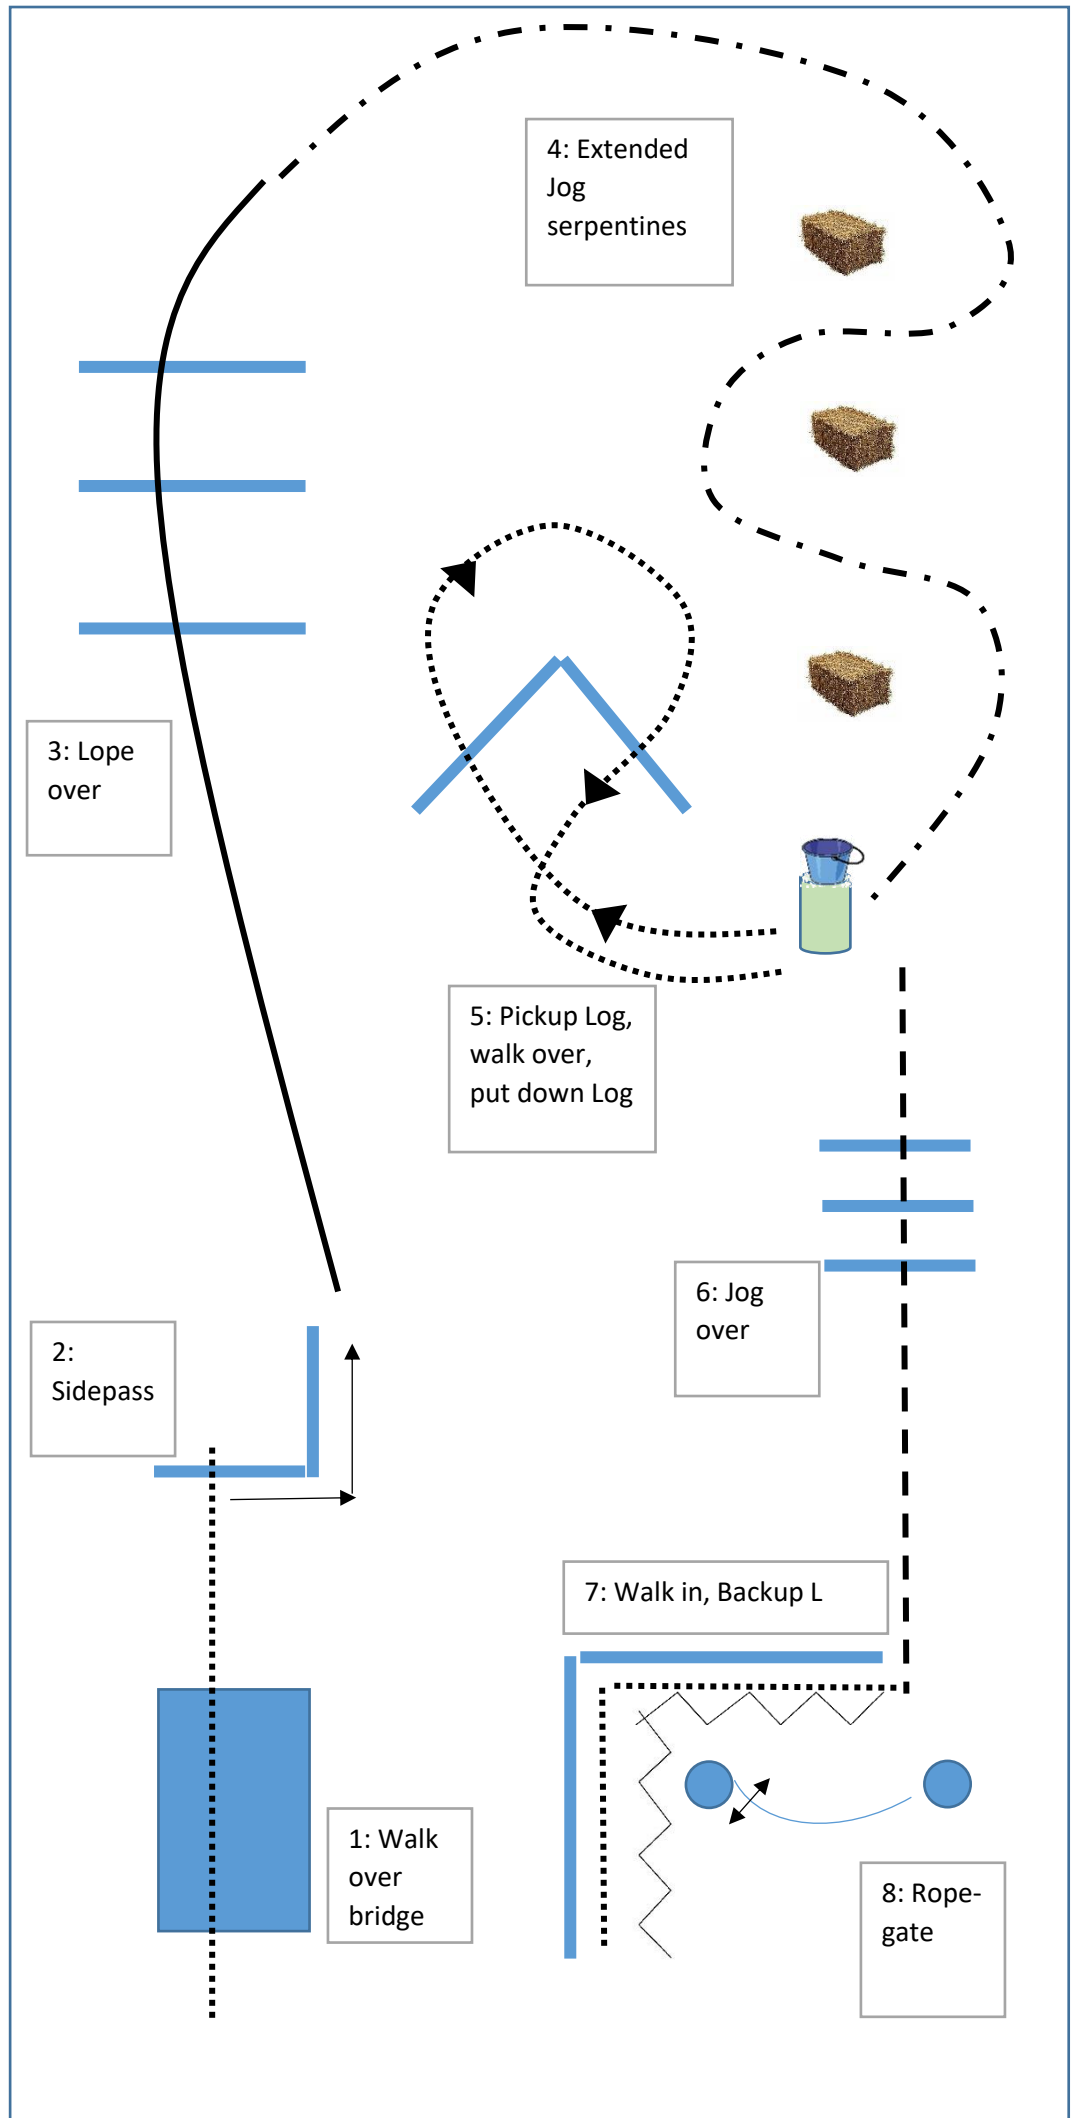 4: Extended
Jog
serpentines
3: Lope
over
5: Pickup Log,
walk over,
put down Log
6: Jog
over
2:
Sidepass
7: Walk in, Backup L
1: Walk
over
bridge
8: Rope-
gate